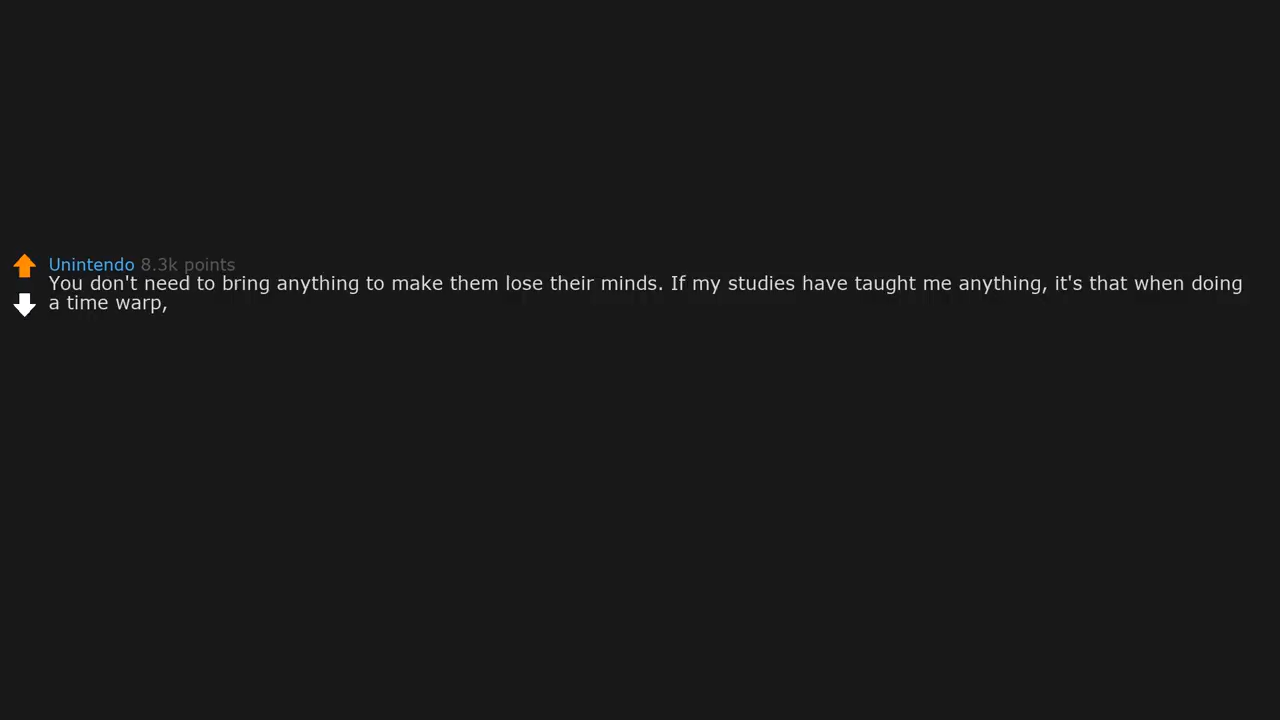 Unintendo 8.3k points
You don't need to bring anything to make them lose their minds. If my studies have taught me anything, it's that when doing
a time warp,